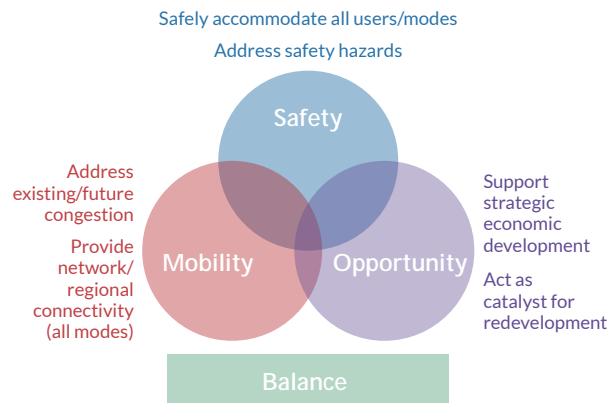 Safely accommodate all users/modes
Address safety hazards
Safety
Address
existing/future
congestion
Provide
network/
regional
connectivity
(all modes)
Mobility
Opportunity
Support
strategic
economic
development
Act as
catalyst for
redevelopment
Balance